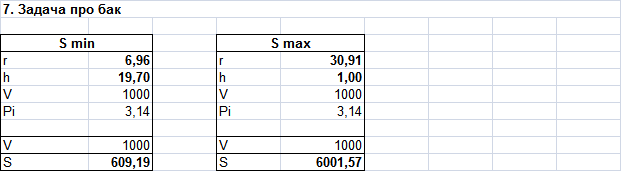 7. Задача про бак
S min S max
r 6,96 r 30,91
h 19,70 h 1,00
V 1000 V 1000
Pi 3,14 Pi 3,14
V 1000 V 1000
S 609,19 S 6001,57